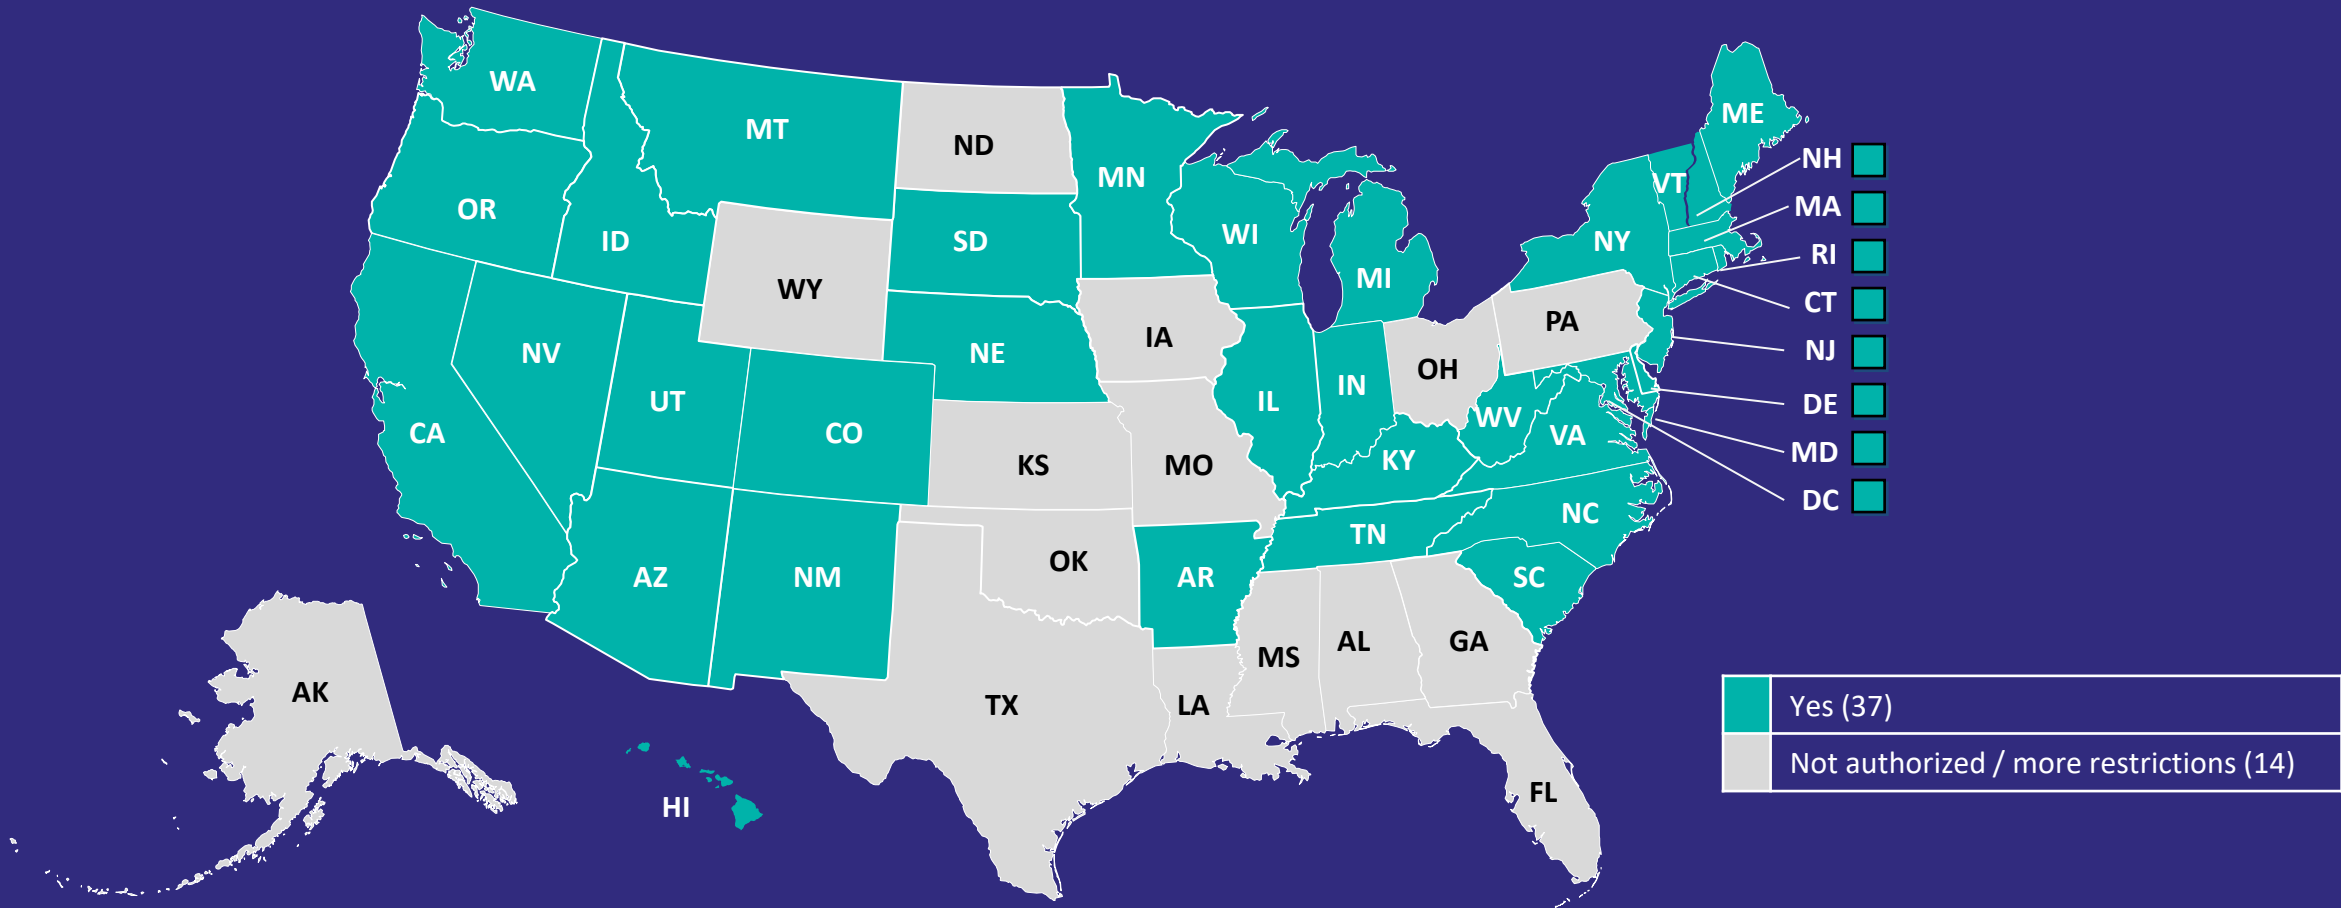 WA
MT
ND
MN
ME
OR
ID
SD
WI
MI
NY
VT
NH
MA
RI
CT
NJ
DE
MD
DC
WY
NE
IA
PA
OH
NV
UT
CO
CA
IL
IN
WV
VA
KY
KS
MO
NC
TN
OK
AR
SC
AZ
NM
MS
AL
GA
AK
TX
LA
FL
HI
Yes (37)
Not authorized / more restrictions (14)